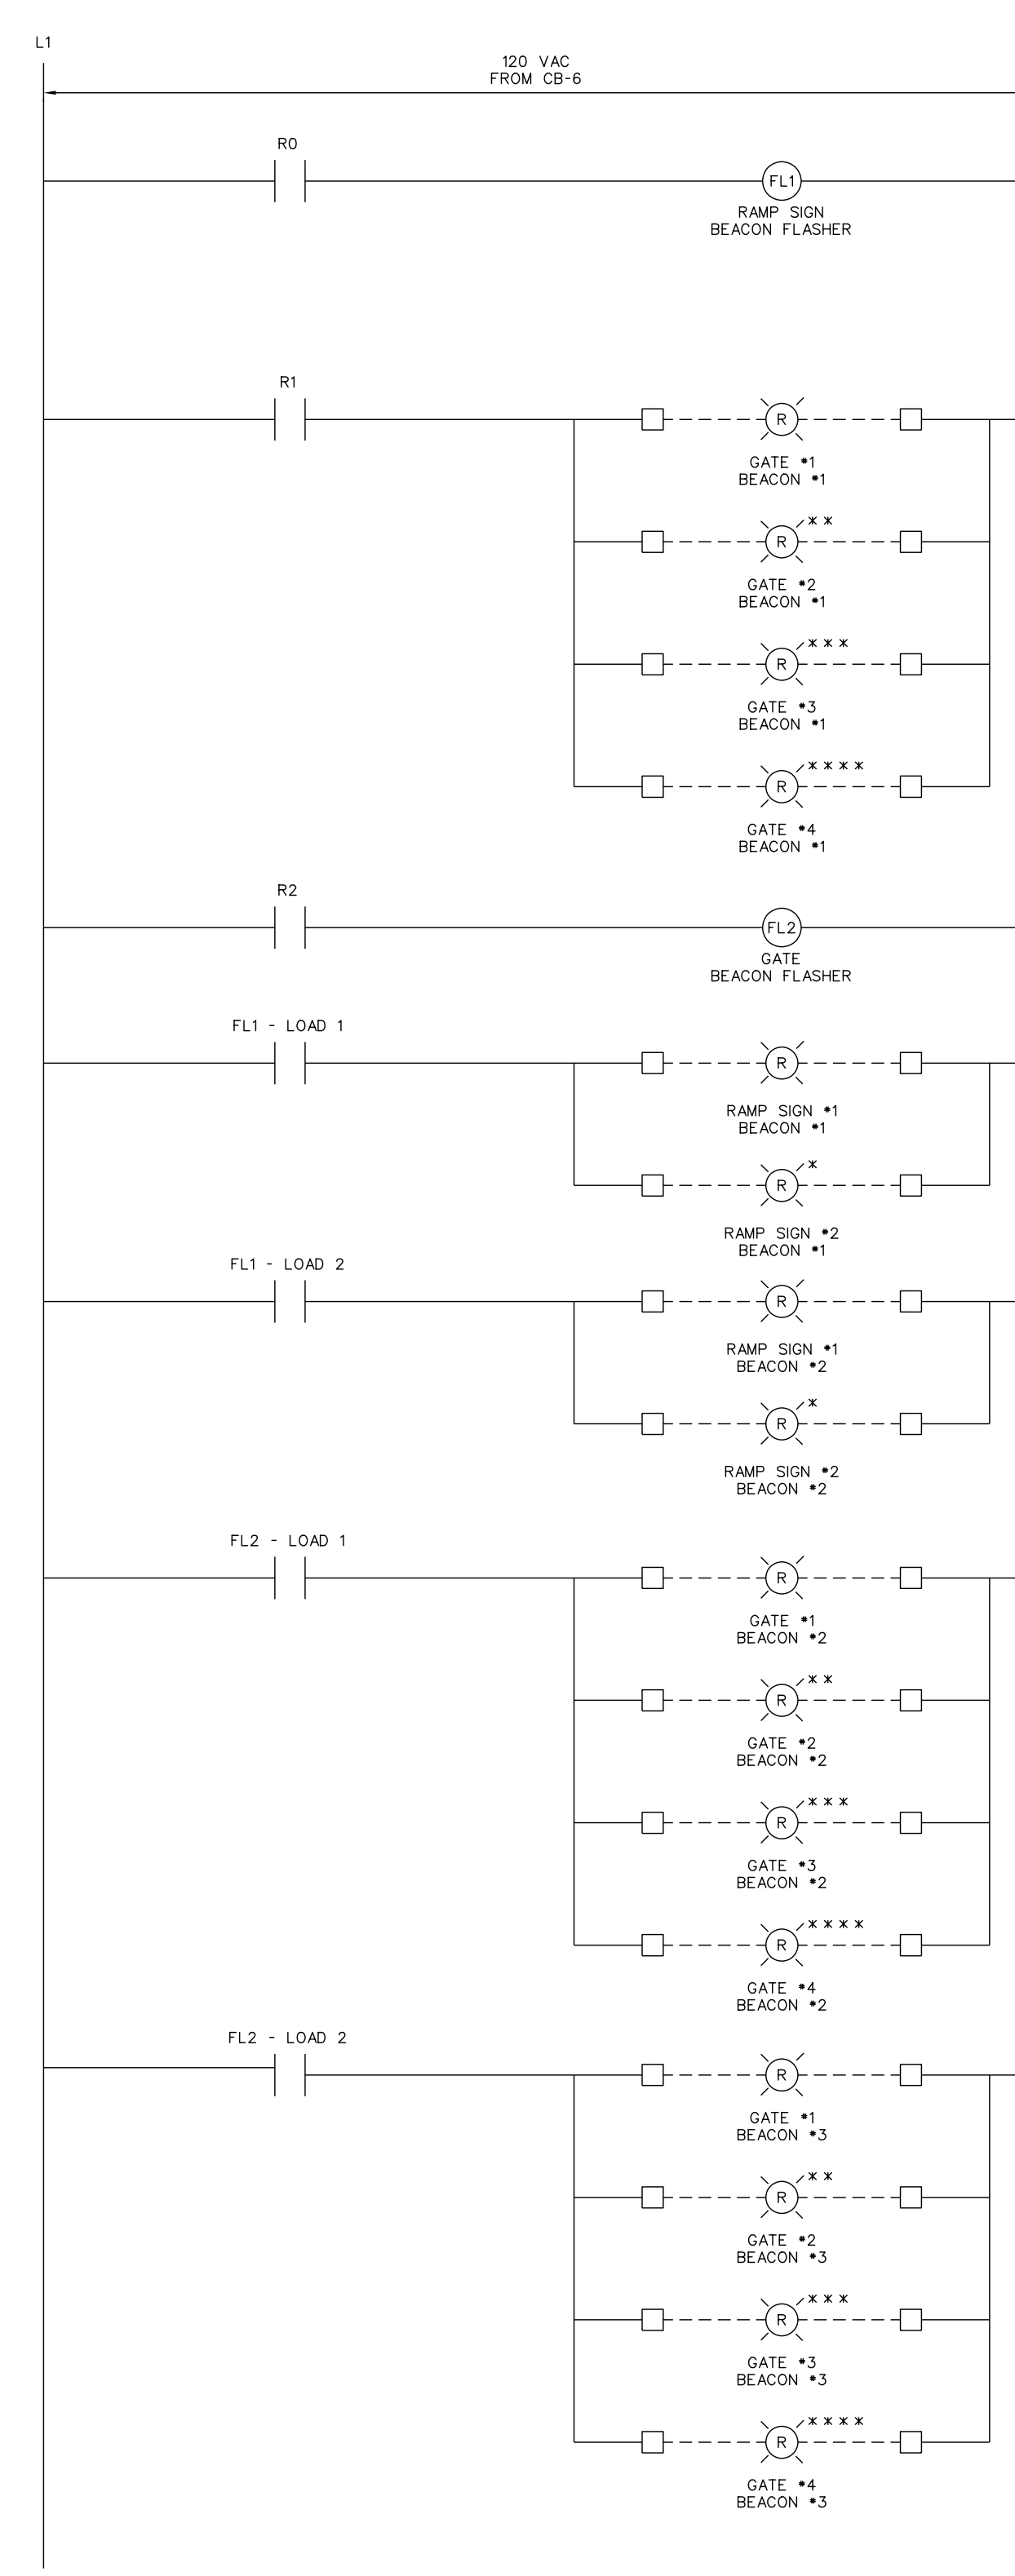 L1
120 VAC
FROM CB-6
R0
FL1
RAMP SIGN
BEACON FLASHER
R1
R
GATE #1
BEACON #1
R **
GATE #2
BEACON #1
R ***
GATE #3
BEACON #1
R ****
GATE #4
BEACON #1
R2
FL2
GATE
BEACON FLASHER
FL1 - LOAD 1
R
RAMP SIGN #1
BEACON #1
R *
RAMP SIGN #2
BEACON #1
FL1 - LOAD 2
R
RAMP SIGN #1
BEACON #2
R *
RAMP SIGN #2
BEACON #2
FL2 - LOAD 1
R
GATE #1
BEACON #2
R **
GATE #2
BEACON #2
R ***
GATE #3
BEACON #2
R ****
GATE #4
BEACON #2
FL2 - LOAD 2
R
GATE #1
BEACON #3
R **
GATE #2
BEACON #3
R ***
GATE #3
BEACON #3
R ****
GATE #4
BEACON #3